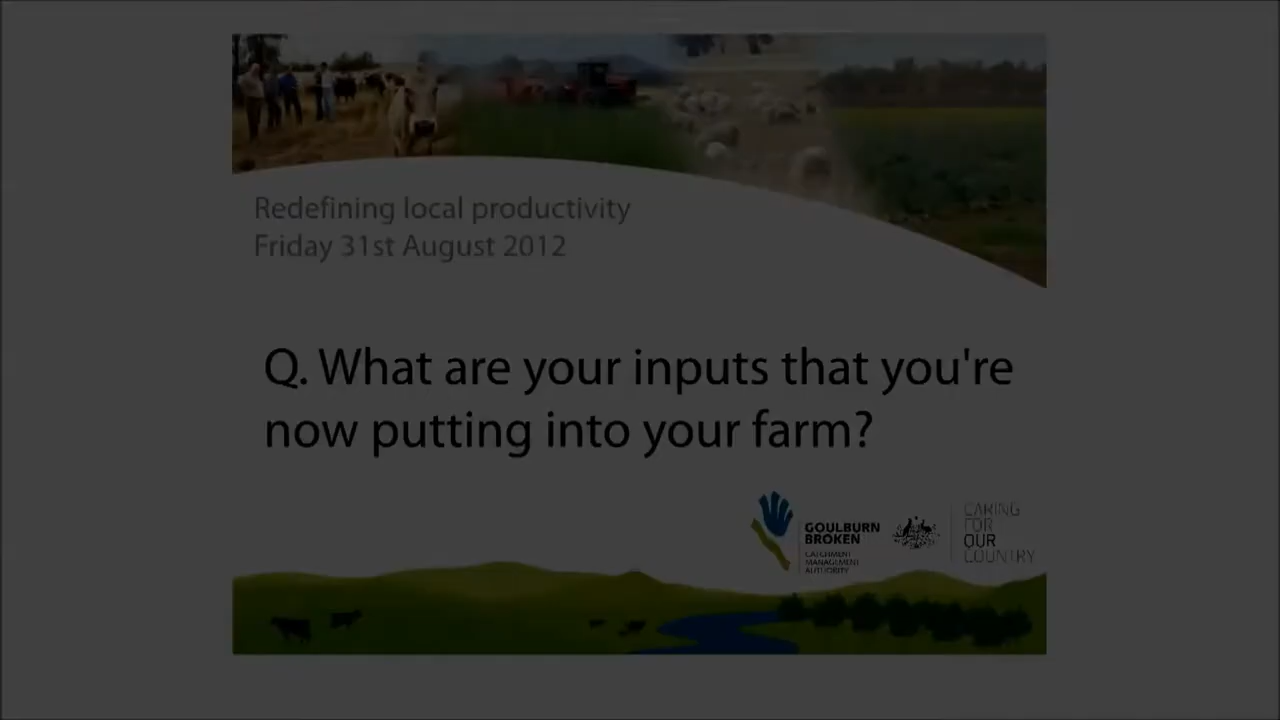 Redefining local productivity
Friday 31st August 2012
Q. What are your inputs that you're
now putting into your farm?
GOULBURN
BROKEN
CATCHMENT
MANAGEMENT
AUTHORITY
CARING
FOR
OUR
COUNTRY